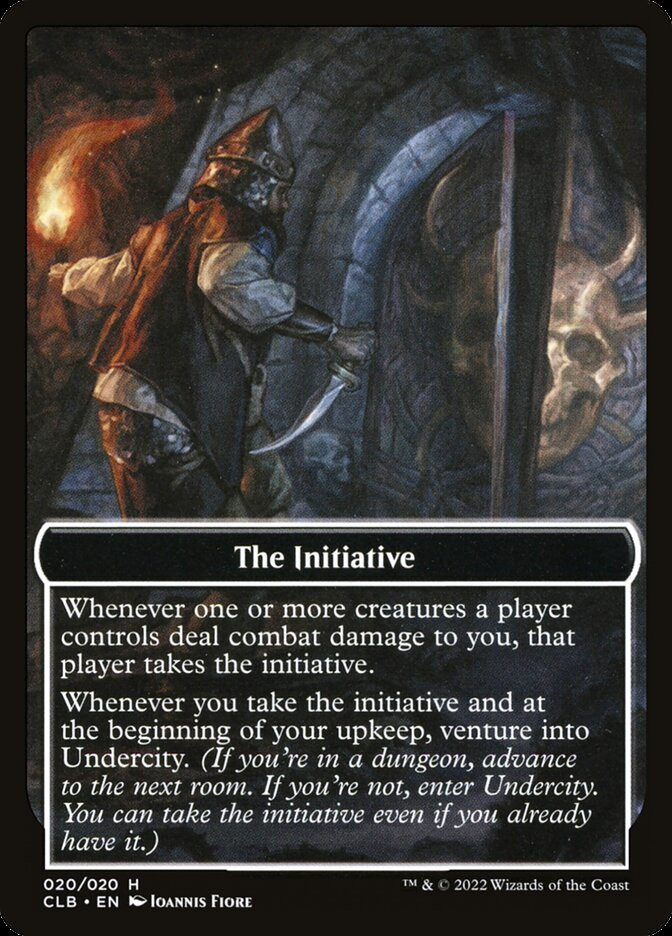 The Initiative
Whenever one or more creatures a player
controls deal combat damage to you, that
player takes the initiative.
Whenever you take the initiative and at
the beginning of your upkeep, venture into
Undercity. (If you're in a dungeon, advance
to the next room. If you're not, enter Undercity.
You can take the initiative even if you already
have it.)
020/020 H
CLB • EN Ioannis Fiore
™ & © 2022 Wizards of the Coast